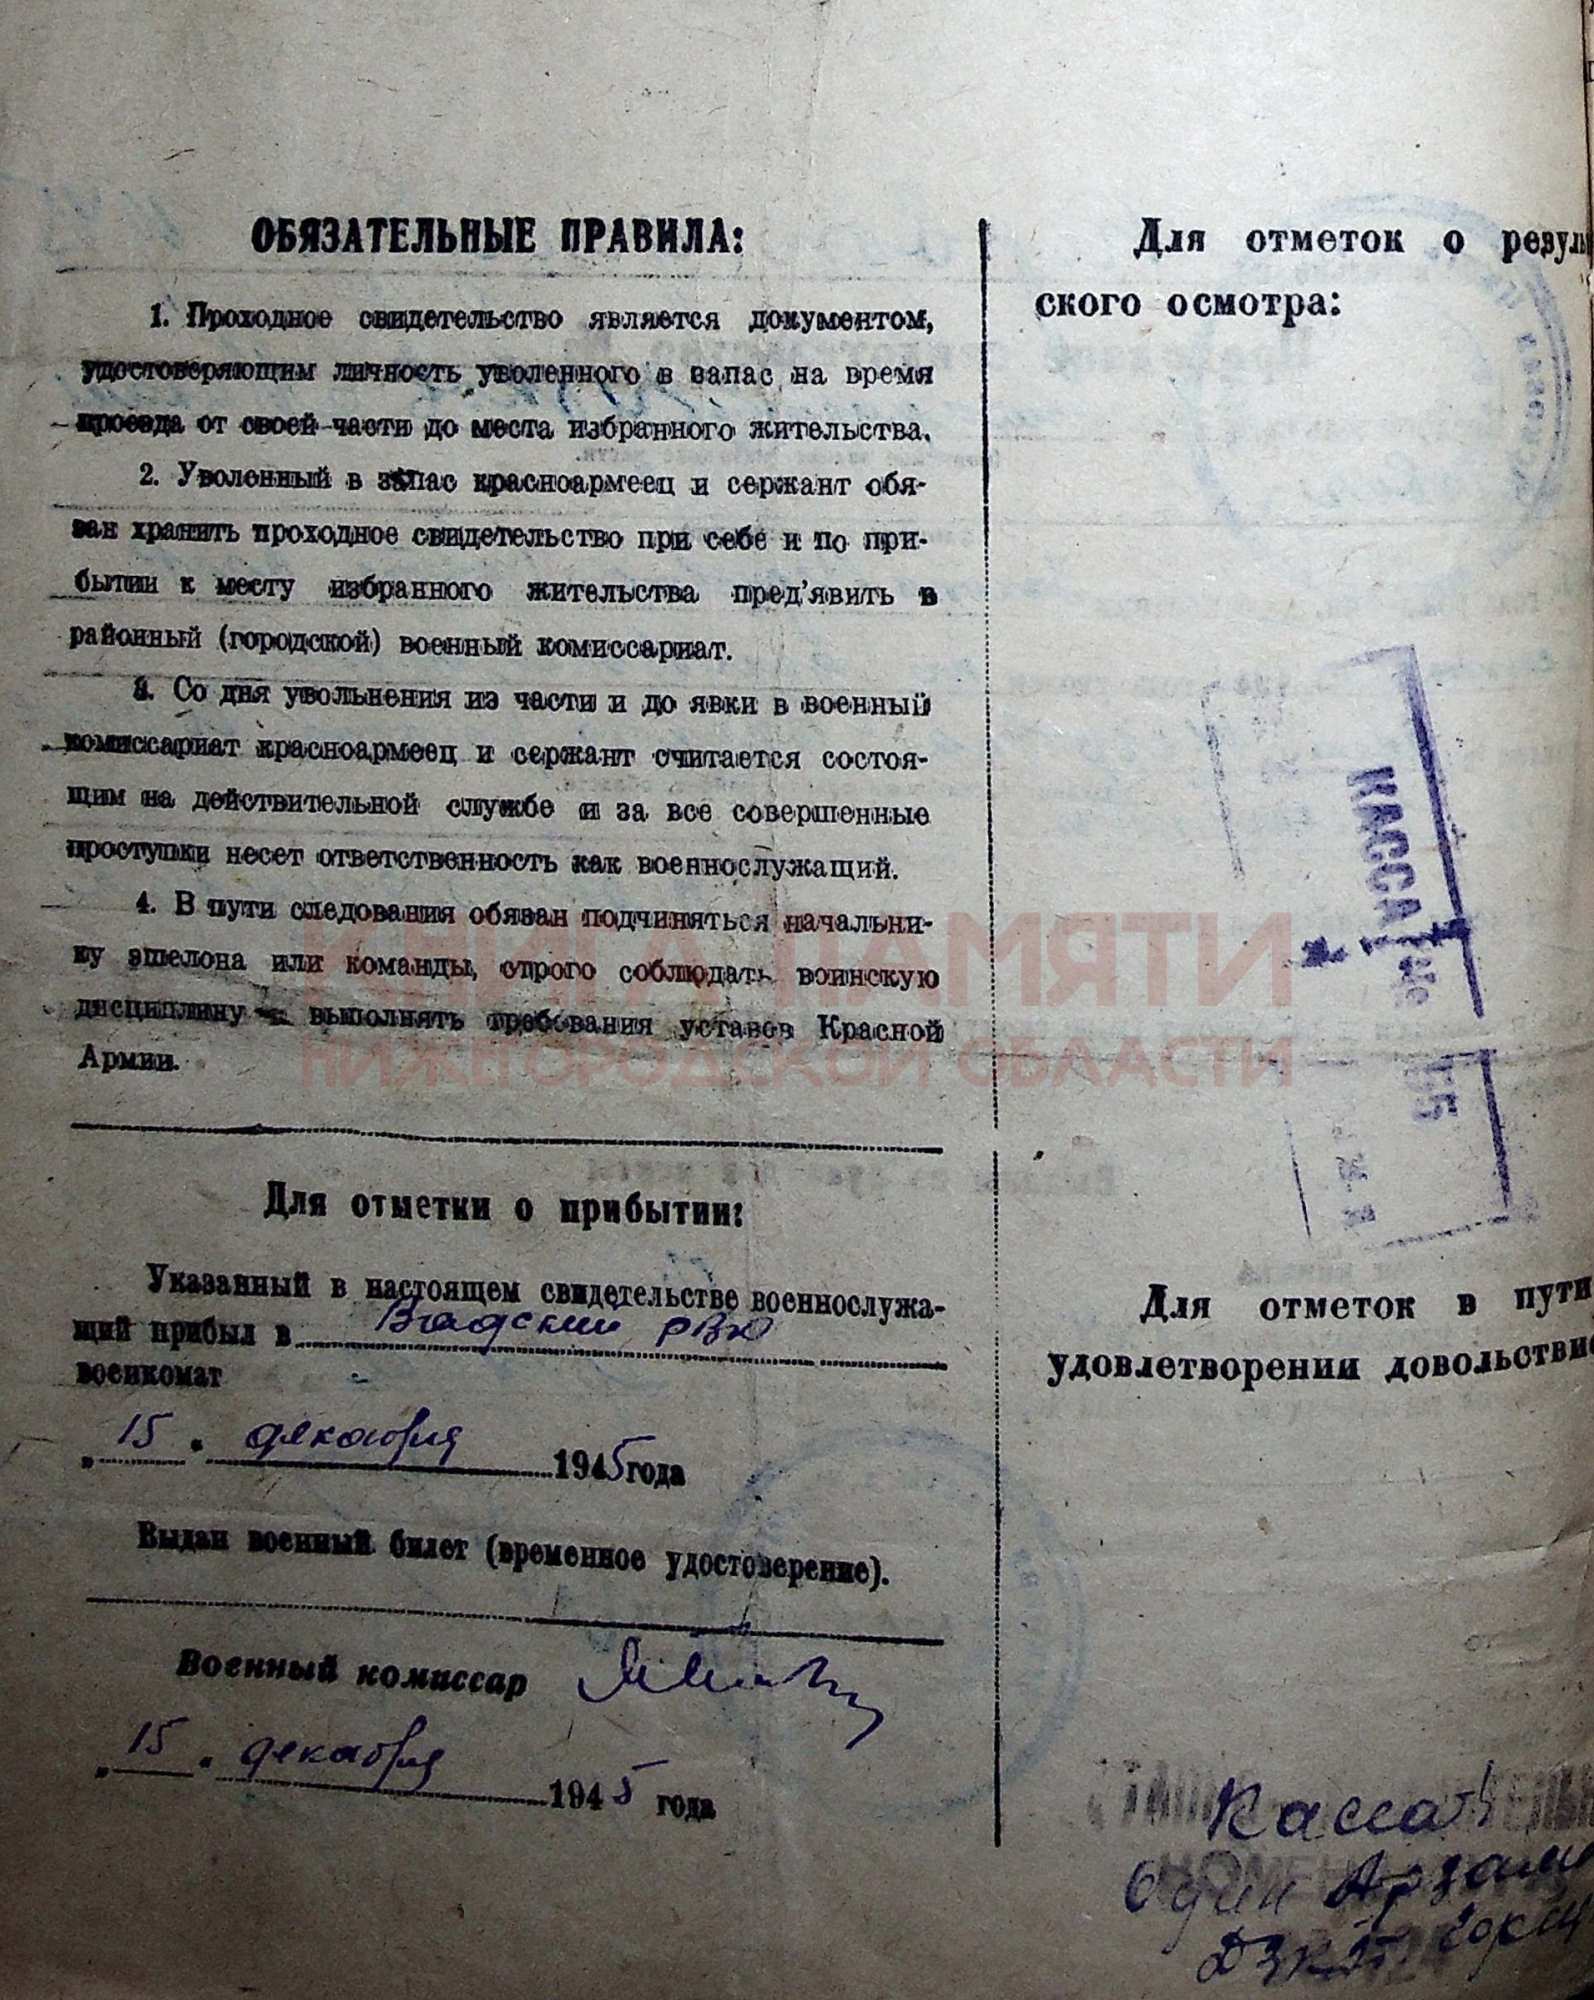 ОБЯЗАТЕЛЬНЫЕ ПРАВИЛА:
1. Проходное свидетельство является документом,
удостоверяющим личность уволенного в запас на время
проезда от своей части до места избранного жительства.
2. Уволенный в запас красноармеец и сержант обя-
зан хранить проходное свидетельство при себе и по при-
бытии к месту избранного жительства пред'явить в
районный (городской) военный комиссариат.
3. Со дня увольнения из части и до явки в военный
комиссариат красноармеец и сержант считается состоя-
щим на действительной службе и за все совершенные
проступки несет ответственность как военнослужащий.
4. В пути следования обязан подчиняться начальни-
ку эшелона или команды, строго соблюдать воинскую
дисциплину и выполнять требования уставов Красной
Армии.
КНИГА ПАМЯТИ
НИЖЕГОРОДСКОЙ ОБЛАСТИ
Для отметки о прибытии:
Указанный в настоящем свидетельстве военнослужа-
щий прибыл в Вадский РВК
военкомат
„15 " декабря 1945 года
Выдан военный билет (временное удостоверение).
Военный комиссар
„15 " декабря 1945 года
Для отметок о резуль
ского осмотра:
КАССА
Для отметок в пути
удовлетворении довольствие
Касса
Один